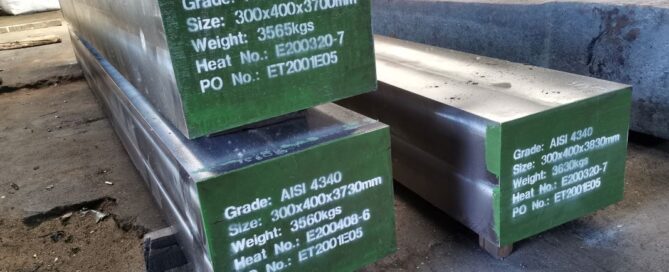 Grade:
Size: 300x400x3700mm
Weight: 3565kgs
Heat No.: E200320-7
PO No.: ET2001E05
Grade: AISI 4340
Size: 300x400x3730mm
Weight: 3560kgs
Heat No.: E200408-6
PO No.: ET2001E05
Grade: AISI 4340
Size: 300x400x3830mm
Weight: 3630kgs
Heat No.: E200320-7
PO No.: ET2001E05